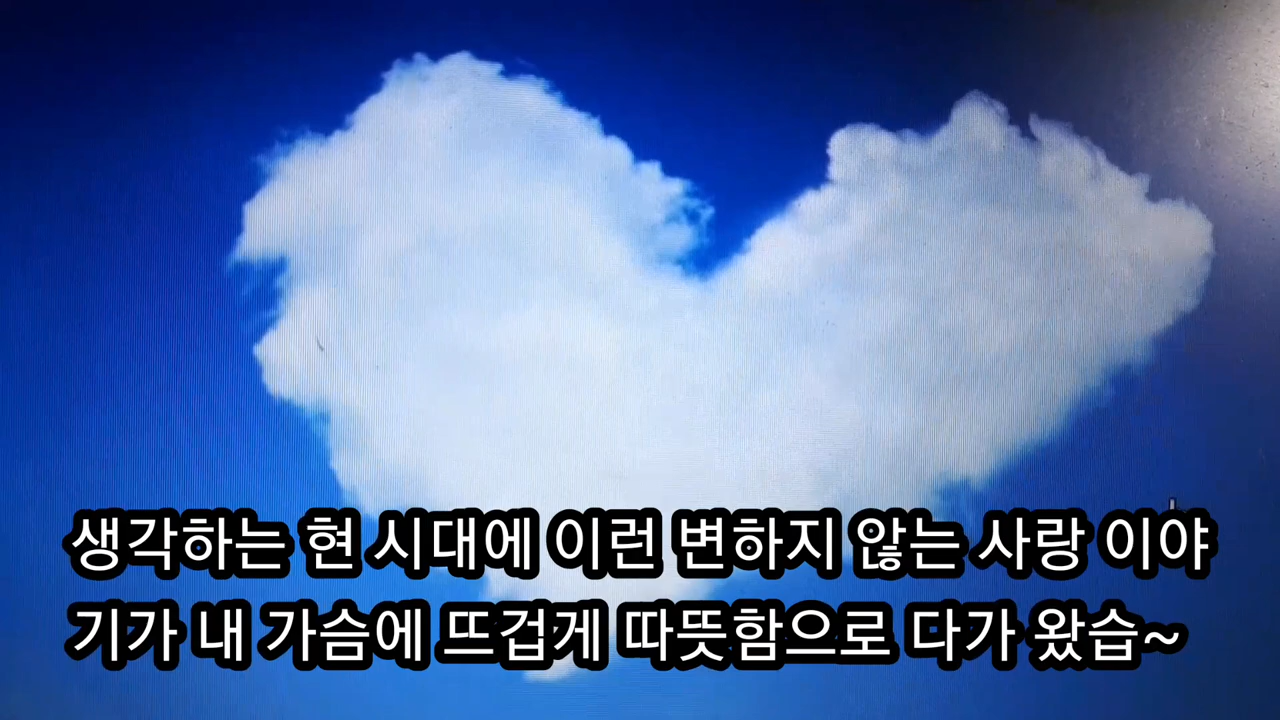 생각하는 현 시대에 이런 변하지 않는 사랑 이야
기가 내 가슴에 뜨겁게 따뜻함으로 다가 왔습~